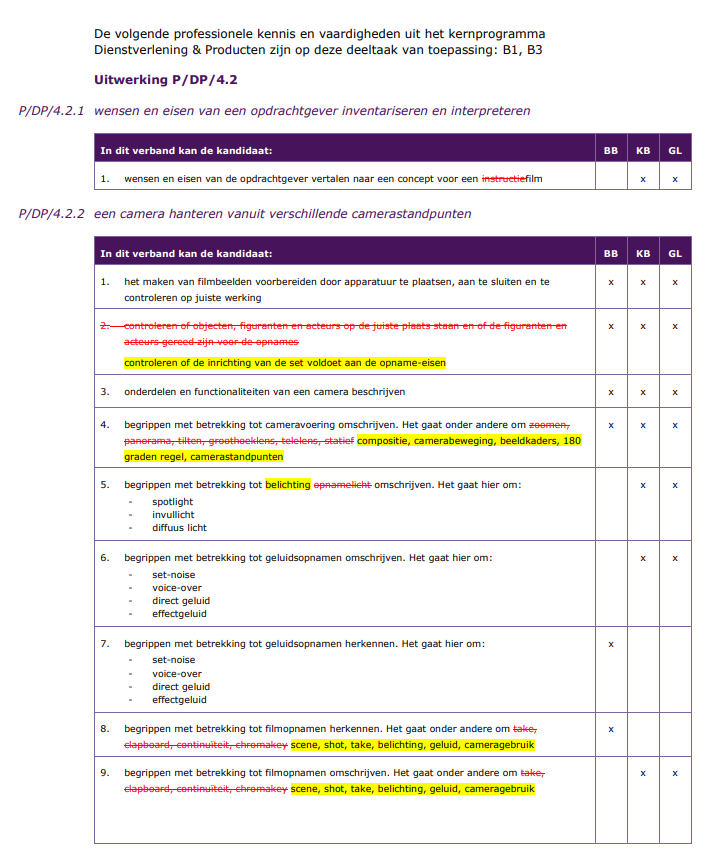 De volgende professionele kennis en vaardigheden uit het kernprogramma
Dienstverlening & Producten zijn op deze deeltaak van toepassing: B1, B3
Uitwerking P/DP/4.2
P/DP/4.2.1 wensen en eisen van een opdrachtgever inventariseren en interpreteren
In dit verband kan de kandidaat: BB KB GL
1. wensen en eisen van de opdrachtgever vertalen naar een concept voor een instructiefilm x x
P/DP/4.2.2 een camera hanteren vanuit verschillende camerastandpunten
In dit verband kan de kandidaat: BB KB GL
1. het maken van filmbeelden voorbereiden door apparatuur te plaatsen, aan te sluiten en te x x x
controleren op juiste werking
2. controleren of objecten, figuranten en acteurs op de juiste plaats staan en of de figuranten en x x x
acteurs gereed zijn voor de opnames
controleren of de inrichting van de set voldoet aan de opname-eisen
3. onderdelen en functionaliteiten van een camera beschrijven x x x
4. begrippen met betrekking tot cameravoering omschrijven. Het gaat onder andere om zoomen, x x x
panorama, tilten, groothoeklens, telelens, statief compositie, camerabeweging, beeldkaders, 180
graden regel, camerastandpunten
5. begrippen met betrekking tot belichting opnamelicht omschrijven. Het gaat hier om: x x
- spotlight
- invullicht
- diffuus licht
6. begrippen met betrekking tot geluidsopnamen omschrijven. Het gaat hier om: x x
- set-noise
- voice-over
- direct geluid
- effectgeluid
7. begrippen met betrekking tot geluidsopnamen herkennen. Het gaat hier om: x
- set-noise
- voice-over
- direct geluid
- effectgeluid
8. begrippen met betrekking tot filmopnamen herkennen. Het gaat onder andere om take, x
clapboard, continuïteit, chromakey scene, shot, take, belichting, geluid, cameragebruik
9. begrippen met betrekking tot filmopnamen omschrijven. Het gaat onder andere om take, x x
clapboard, continuïteit, chromakey scene, shot, take, belichting, geluid, cameragebruik